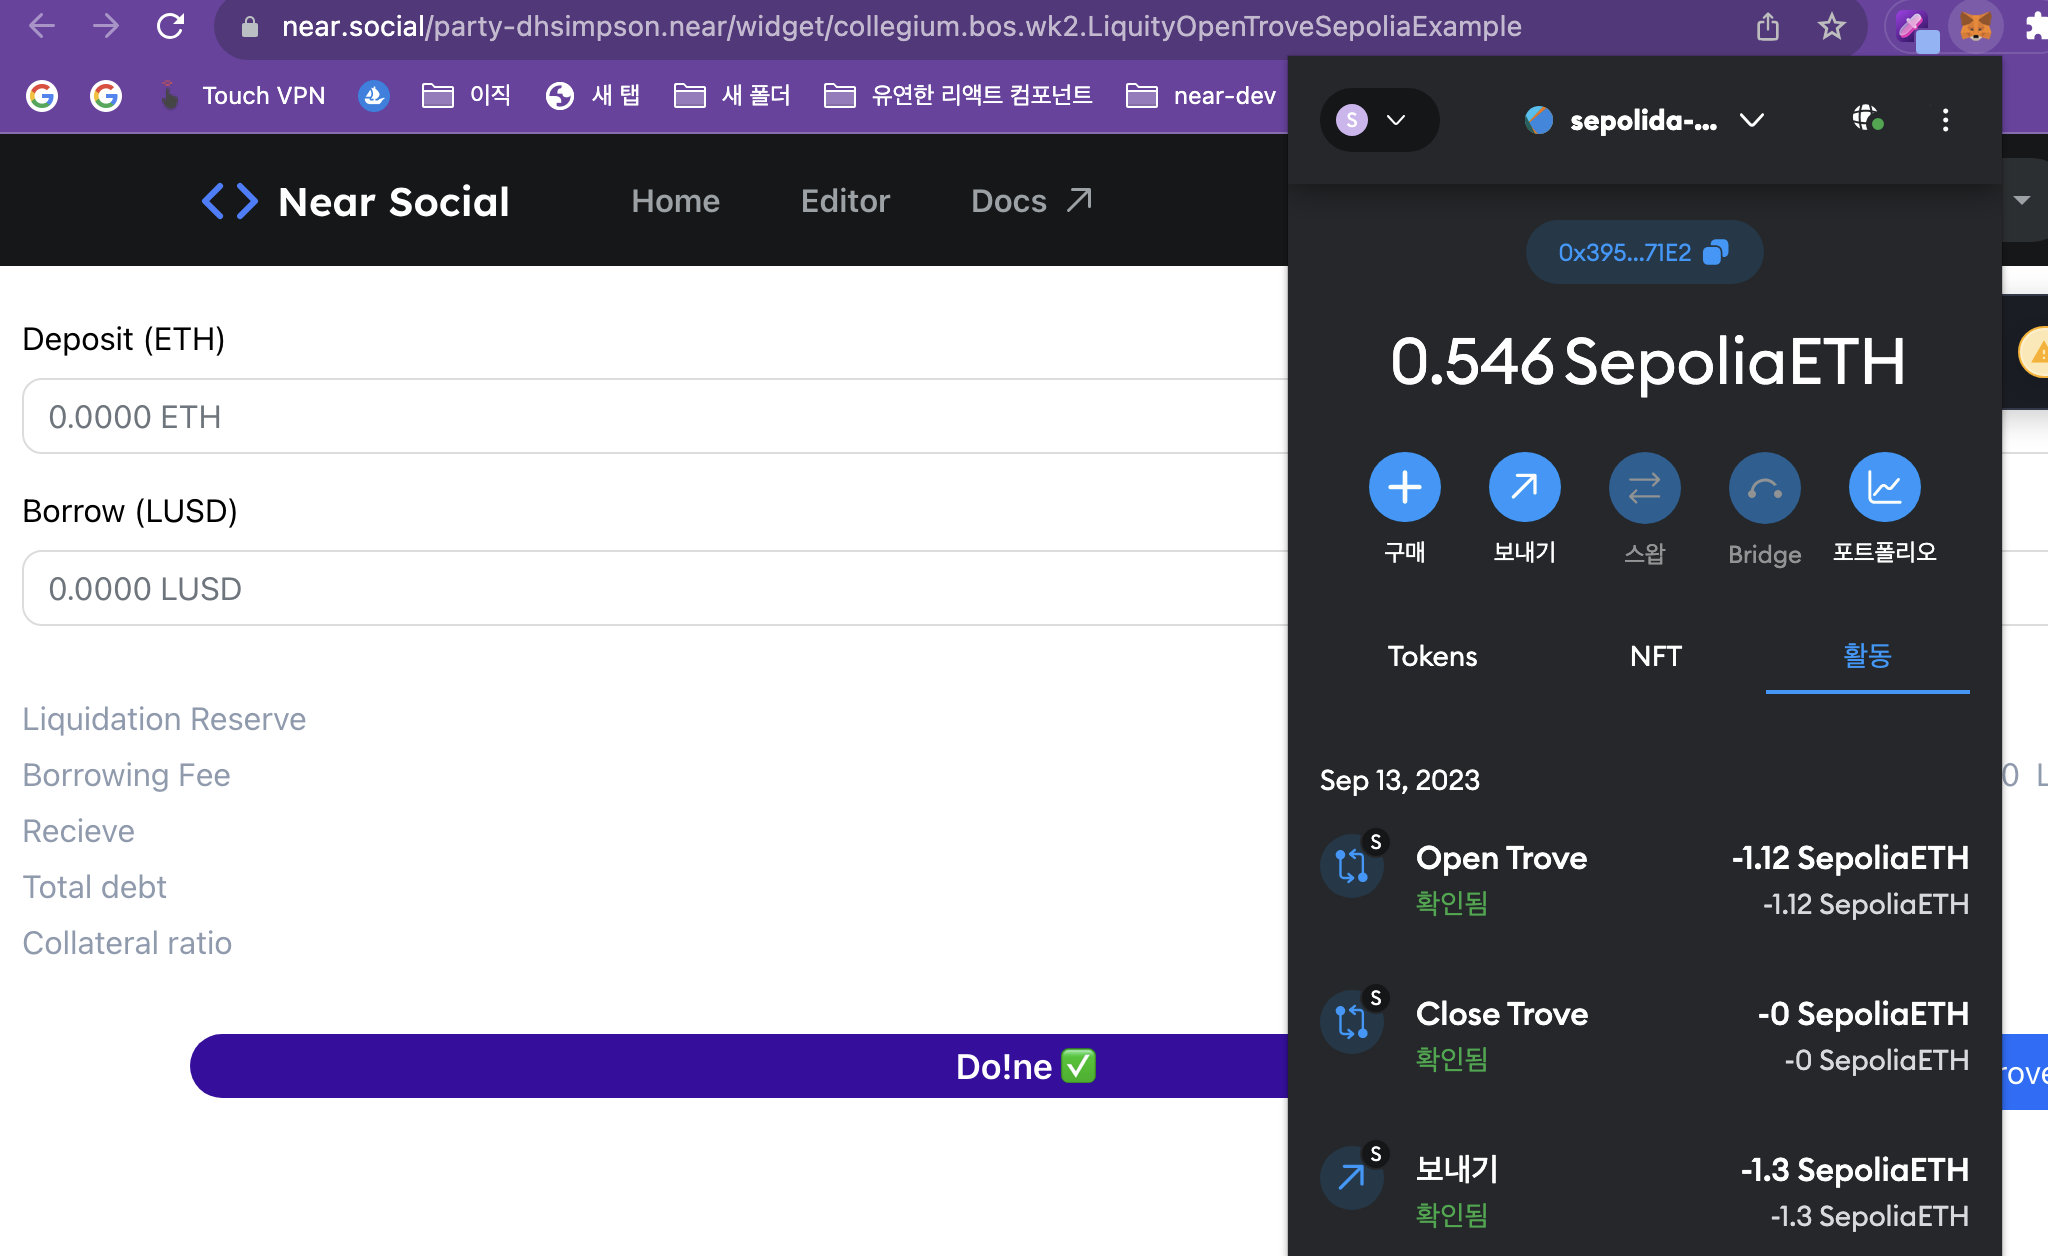 near.social/party-dhsimpson.near/widget/collegium.bos.wk2.LiquityOpenTroveSepoliaExample
Touch VPN 이직 새 탭 새 폴더 유연한 리액트 컴포넌트 near-dev
Near Social Home Editor Docs
Deposit (ETH)
0.0000 ETH
Borrow (LUSD)
0.0000 LUSD
Liquidation Reserve
Borrowing Fee
Recieve
Total debt
Collateral ratio
Do!ne ✅
S sepolida-...
0x395...71E2
0.546 SepoliaETH
구매 보내기 스왑 Bridge 포트폴리오
Tokens NFT 활동
Sep 13, 2023
S
Open Trove -1.12 SepoliaETH
확인됨 -1.12 SepoliaETH
S
Close Trove -0 SepoliaETH
확인됨 -0 SepoliaETH
S
보내기 -1.3 SepoliaETH
확인됨 -1.3 SepoliaETH